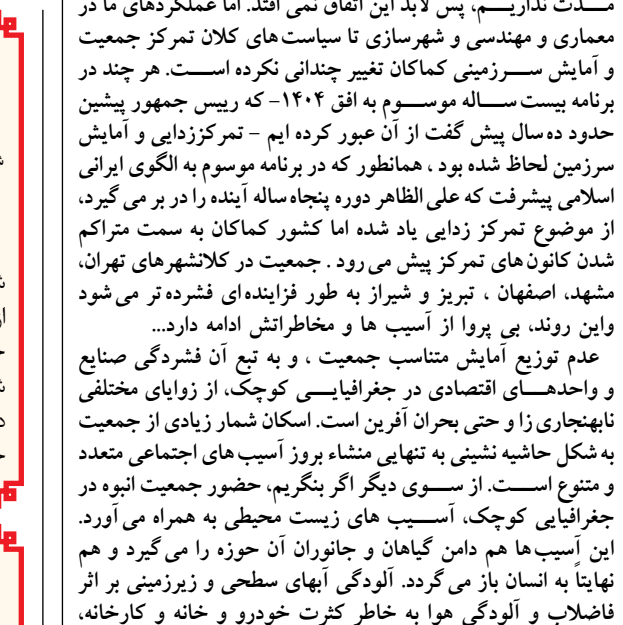 مدت نداریم، پس لابد این اتفاق نمی افتد. اما عملکردهای ما در
معماری و مهندسی و شهرسازی تا سیاست‌های کلان تمرکز جمعیت
و آمایش سرزمینی کماکان تغییر چندانی نکرده است. هر چند در
برنامه بیست ساله موسوم به افق ۱۴۰۴- که رییس جمهور پیشین
حدود ده سال پیش گفت از آن عبور کرده ایم - تمرکززدایی و آمایش
سرزمین لحاظ شده بود ، همانطور که در برنامه موسوم به الگوی ایرانی
اسلامی پیشرفت که علی الظاهر دوره پنجاه ساله آینده را در بر می گیرد،
از موضوع تمرکز زدایی یاد شده اما کشور کماکان به سمت متراکم
شدن کانون های تمرکز پیش می رود . جمعیت در کلانشهرهای تهران،
مشهد، اصفهان ، تبریز و شیراز به طور فزاینده ای فشرده تر می شود
واین روند، بی پروا از آسیب ها و مخاطراتش ادامه دارد...
عدم توزیع آمایش متناسب جمعیت ، و به تبع آن فشردگی صنایع
و واحدهای اقتصادی در جغرافیایی کوچک، از زوایای مختلفی
نابهنجاری زا و حتی بحران آفرین است. اسکان شمار زیادی از جمعیت
به شکل حاشیه نشینی به تنهایی منشاء بروز آسیب های اجتماعی متعدد
و متنوع است. از سوی دیگر اگر بنگریم، حضور جمعیت انبوه در
جغرافیایی کوچک، آسیب های زیست محیطی به همراه می آورد.
این آسیب ها هم دامن گیاهان و جانوران آن حوزه را می گیرد و هم
نهایتاً به انسان باز می گردد. آلودگی آبهای سطحی و زیرزمینی بر اثر
فاضلاب و آلودگی هوا به خاطر کثرت خودرو و خانه و کارخانه،